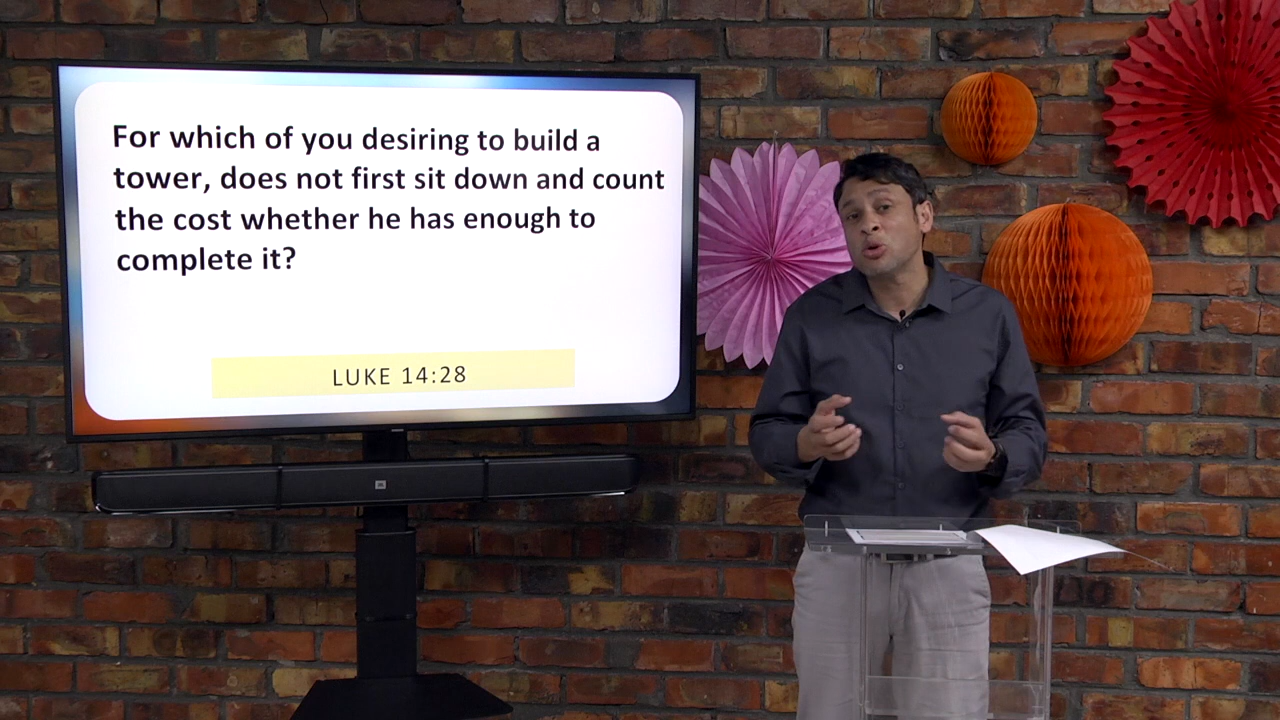 For which of you desiring to build a
tower, does not first sit down and count
the cost whether he has enough to
complete it?
LUKE 14:28
JBL